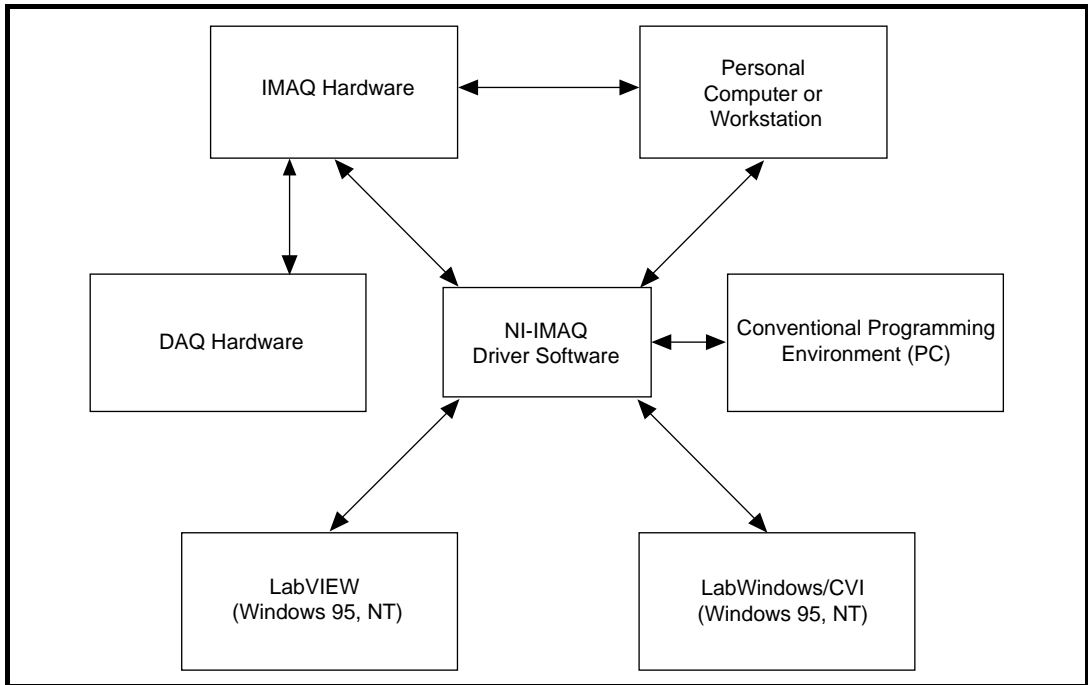 IMAQ Hardware
Personal
Computer or
Workstation
DAQ Hardware
NI-IMAQ
Driver Software
Conventional Programming
Environment (PC)
LabVIEW
(Windows 95, NT)
LabWindows/CVI
(Windows 95, NT)